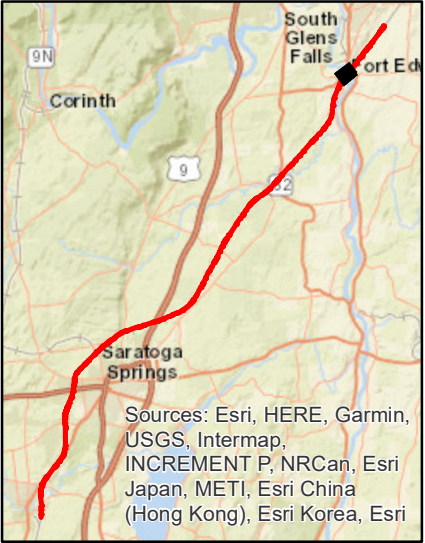 South
Glens
Falls
9N
Fort Edw
Corinth
9
32
Saratoga
Springs
Sources: Esri, HERE, Garmin,
USGS, Intermap,
INCREMENT P, NRCan, Esri
Japan, METI, Esri China
(Hong Kong), Esri Korea, Esri